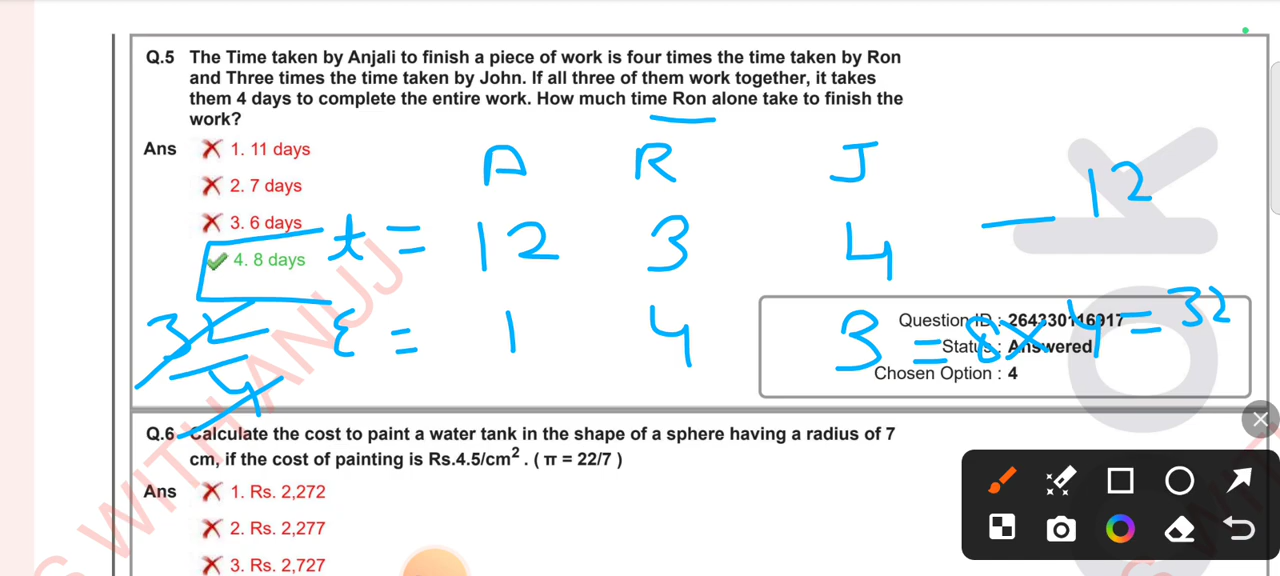 Q.5 The Time taken by Anjali to finish a piece of work is four times the time taken by Ron
and Three times the time taken by John. If all three of them work together, it takes
them 4 days to complete the entire work. How much time Ron alone take to finish the
work?
Ans 1. 11 days
2. 7 days
3. 6 days
4. 8 days
A R J
t = 12 3 4 — 12
ε = 1 4 3 = 8 × 4 = 32
32
4
Question ID : 264330116917
Status : Answered
Chosen Option : 4
Q.6 Calculate the cost to paint a water tank in the shape of a sphere having a radius of 7
cm, if the cost of painting is Rs.4.5/cm². ( π = 22/7 )
Ans 1. Rs. 2,272
2. Rs. 2,277
3. Rs. 2,727
S WITH ANUJ